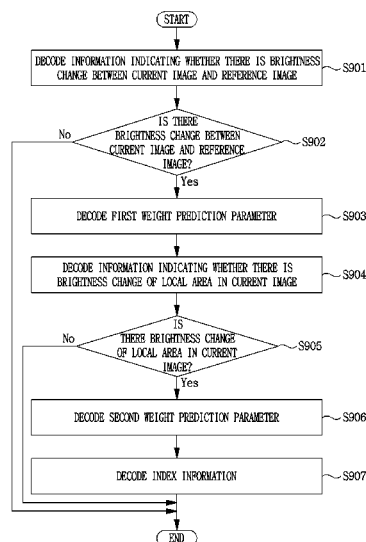 START
DECODE INFORMATION INDICATING WHETHER THERE IS BRIGHTNESS
CHANGE BETWEEN CURRENT IMAGE AND REFERENCE IMAGE
S901
IS THERE
BRIGHTNESS CHANGE BETWEEN
CURRENT IMAGE AND REFERENCE
IMAGE?
S902
No
Yes
DECODE FIRST WEIGHT PREDICTION PARAMETER
S903
DECODE INFORMATION INDICATING WHETHER THERE IS
BRIGHTNESS CHANGE OF LOCAL AREA IN CURRENT IMAGE
S904
IS
THERE BRIGHTNESS CHANGE
OF LOCAL AREA IN CURRENT
IMAGE?
S905
No
Yes
DECODE SECOND WEIGHT PREDICTION PARAMETER
S906
DECODE INDEX INFORMATION
S907
END